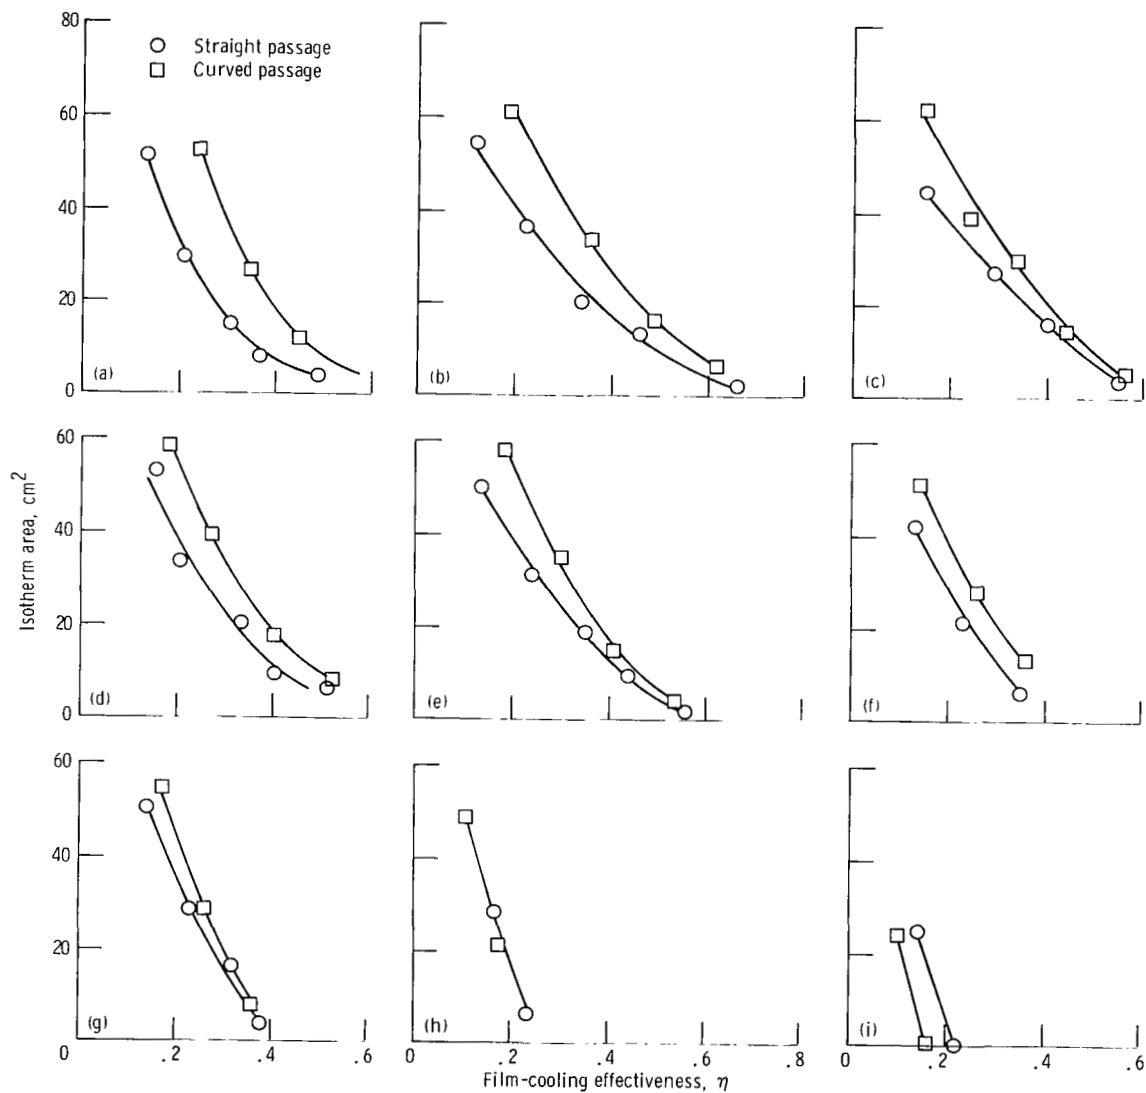 80
Straight passage
Curved passage
60
40
20
0
(a)
(b)
(c)
Isotherm area, cm2
60
40
20
0
(d)
(e)
(f)
60
40
20
0
(g)
(h)
(i)
.2 .4 .6 0 .2 .4 .6 .8 0 .2 .4 .6
Film-cooling effectiveness, η